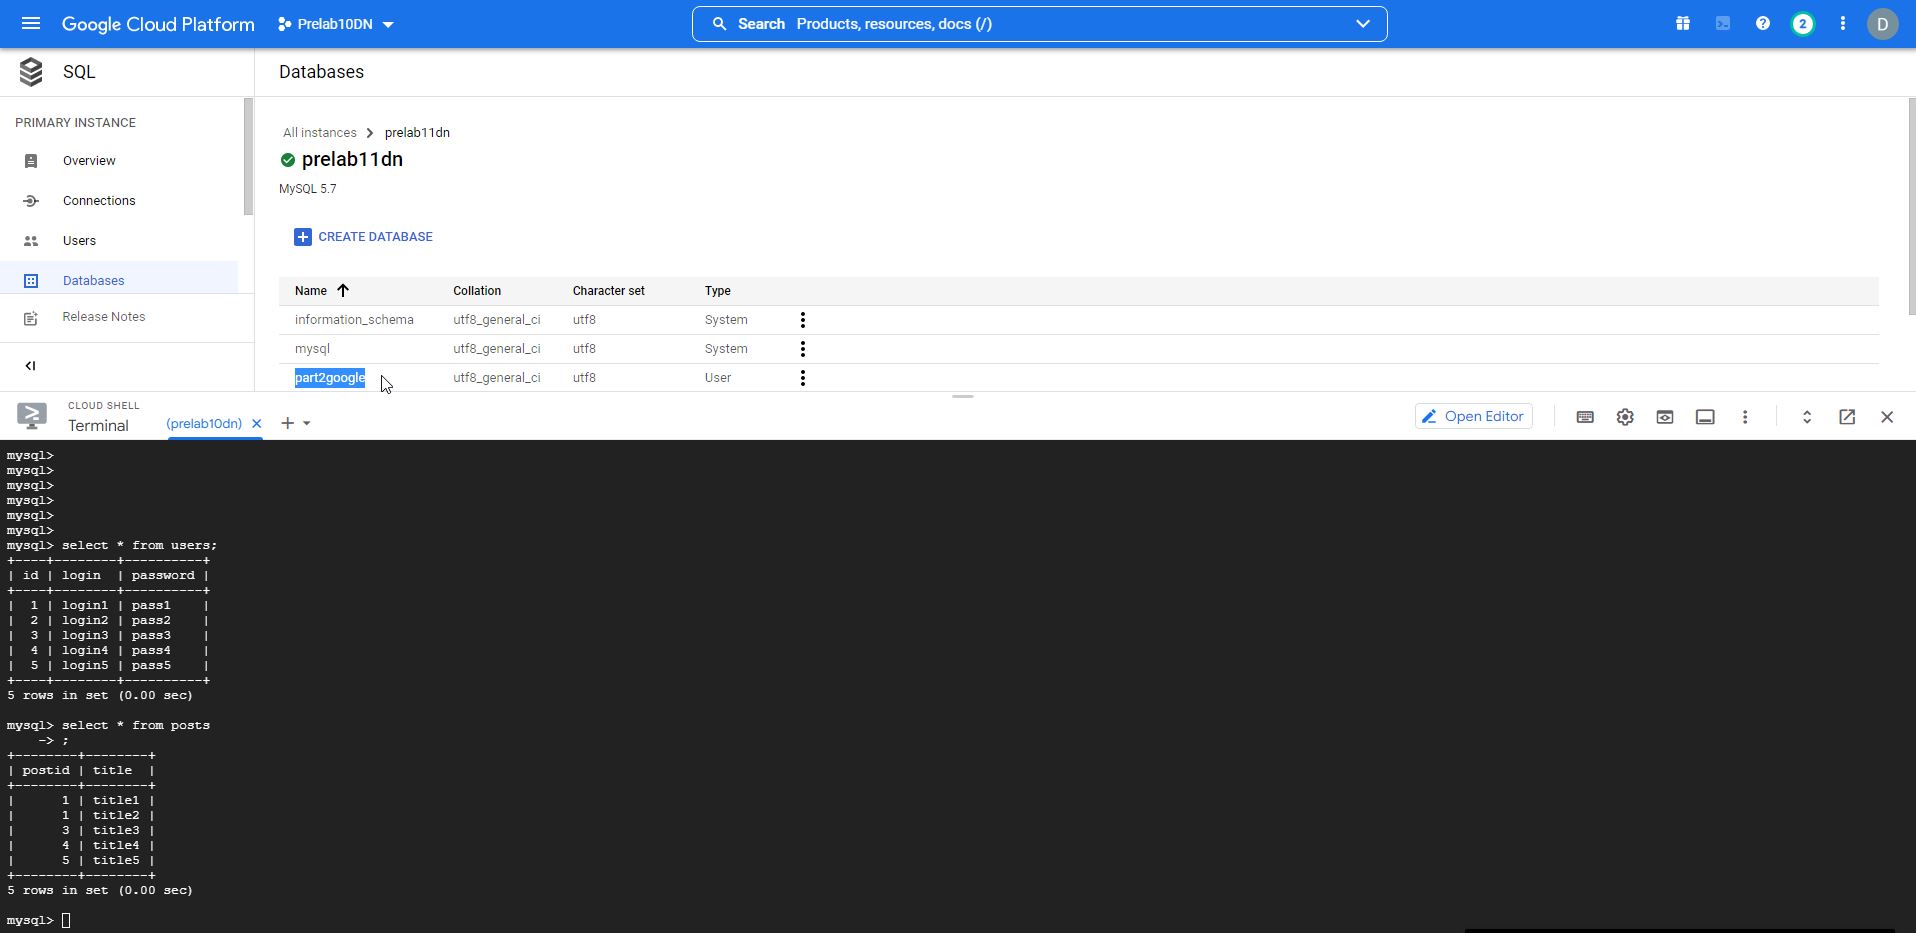 Google Cloud Platform Prelab10DN Search Products, resources, docs (/) 2 D
SQL
Databases
PRIMARY INSTANCE
Overview
Connections
Users
Databases
Release Notes
All instances prelab11dn
prelab11dn
MySQL 5.7
CREATE DATABASE
Name Collation Character set Type
information_schema utf8_general_ci utf8 System
mysql utf8_general_ci utf8 System
part2google utf8_general_ci utf8 User
CLOUD SHELL
Terminal (prelab10dn) Open Editor
mysql>
mysql>
mysql>
mysql>
mysql>
mysql>
mysql> select * from users;
+----+--------+----------+
| id | login  | password |
+----+--------+----------+
|  1 | login1 | pass1    |
|  2 | login2 | pass2    |
|  3 | login3 | pass3    |
|  4 | login4 | pass4    |
|  5 | login5 | pass5    |
+----+--------+----------+
5 rows in set (0.00 sec)
mysql> select * from posts
    -> ;
+--------+--------+
| postid | title  |
+--------+--------+
|      1 | title1 |
|      1 | title2 |
|      3 | title3 |
|      4 | title4 |
|      5 | title5 |
+--------+--------+
5 rows in set (0.00 sec)
mysql>